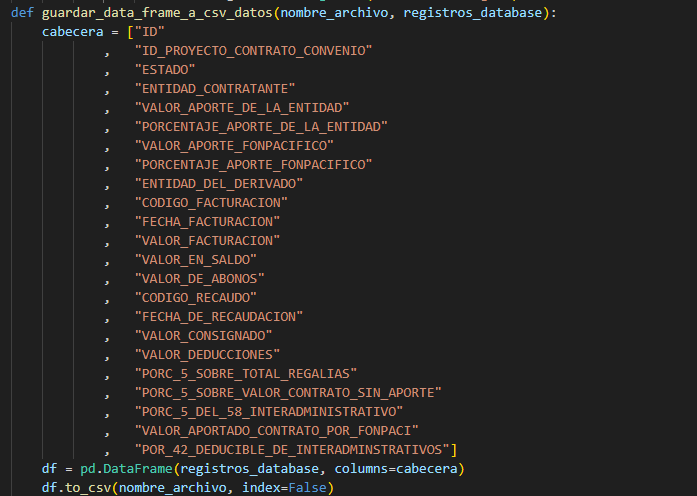 def guardar_data_frame_a_csv_datos(nombre_archivo, registros_database):
    cabecera = ["ID"
            ,   "ID_PROYECTO_CONTRATO_CONVENIO"
            ,   "ESTADO"
            ,   "ENTIDAD_CONTRATANTE"
            ,   "VALOR_APORTE_DE_LA_ENTIDAD"
            ,   "PORCENTAJE_APORTE_DE_LA_ENTIDAD"
            ,   "VALOR_APORTE_FONPACIFICO"
            ,   "PORCENTAJE_APORTE_FONPACIFICO"
            ,   "ENTIDAD_DEL_DERIVADO"
            ,   "CODIGO_FACTURACION"
            ,   "FECHA_FACTURACION"
            ,   "VALOR_FACTURACION"
            ,   "VALOR_EN_SALDO"
            ,   "VALOR_DE_ABONOS"
            ,   "CODIGO_RECAUDO"
            ,   "FECHA_DE_RECAUDACION"
            ,   "VALOR_CONSIGNADO"
            ,   "VALOR_DEDUCCIONES"
            ,   "PORC_5_SOBRE_TOTAL_REGALIAS"
            ,   "PORC_5_SOBRE_VALOR_CONTRATO_SIN_APORTE"
            ,   "PORC_5_DEL_58_INTERADMINISTRATIVO"
            ,   "VALOR_APORTADO_CONTRATO_POR_FONPACI"
            ,   "POR_42_DEDUCIBLE_DE_INTERADMINSTRATIVOS"]
    df = pd.DataFrame(registros_database, columns=cabecera)
    df.to_csv(nombre_archivo, index=False)